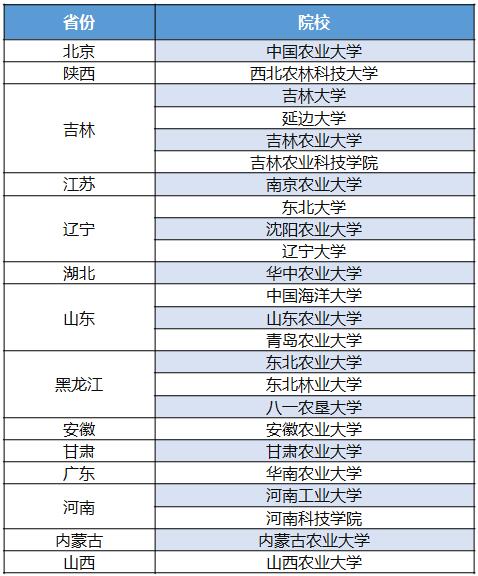 省份 院校
北京 中国农业大学
陕西 西北农林科技大学
吉林 吉林大学
延边大学
吉林农业大学
吉林农业科技学院
江苏 南京农业大学
辽宁 东北大学
沈阳农业大学
辽宁大学
湖北 华中农业大学
山东 中国海洋大学
山东农业大学
青岛农业大学
黑龙江 东北农业大学
东北林业大学
八一农垦大学
安徽 安徽农业大学
甘肃 甘肃农业大学
广东 华南农业大学
河南 河南工业大学
河南科技学院
内蒙古 内蒙古农业大学
山西 山西农业大学